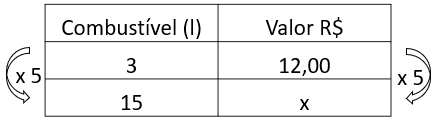 Combustível (l) Valor R$
3 12,00
x 5 x 5
15 x